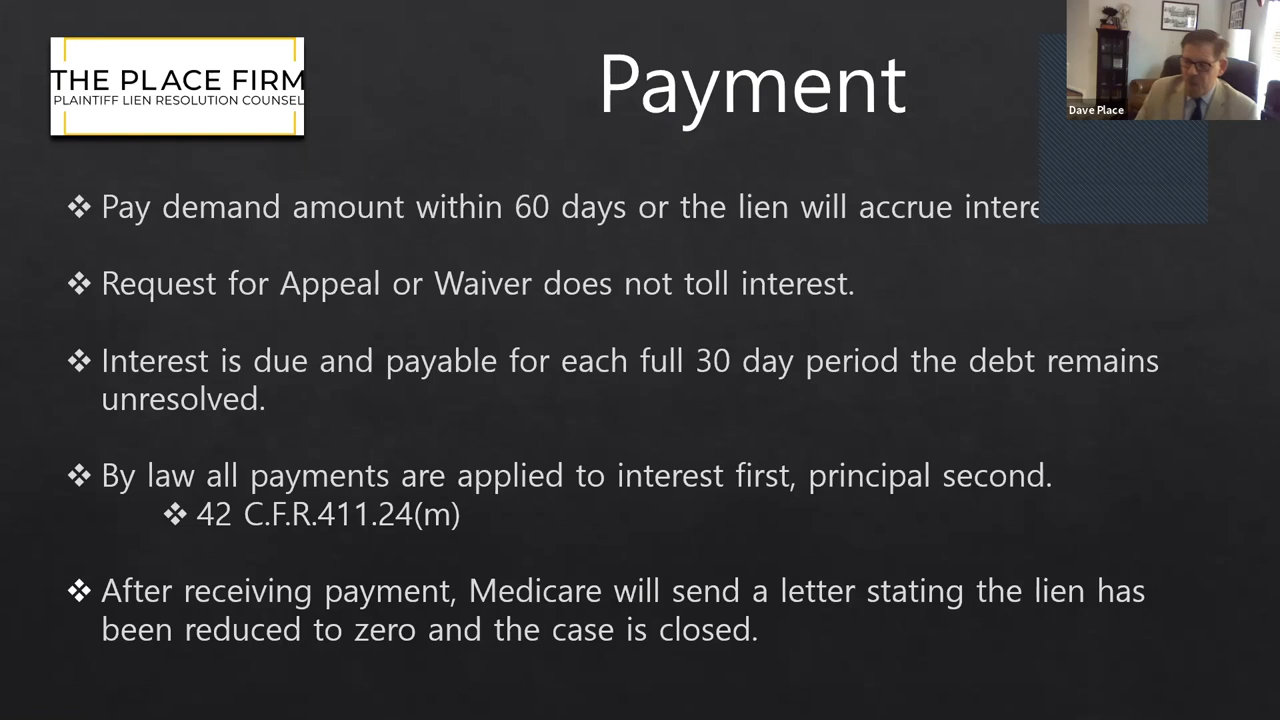 THE PLACE FIRM
PLAINTIFF LIEN RESOLUTION COUNSEL
Payment
Dave Place
❖ Pay demand amount within 60 days or the lien will accrue intere
❖ Request for Appeal or Waiver does not toll interest.
❖ Interest is due and payable for each full 30 day period the debt remains
unresolved.
❖ By law all payments are applied to interest first, principal second.
❖ 42 C.F.R.411.24(m)
❖ After receiving payment, Medicare will send a letter stating the lien has
been reduced to zero and the case is closed.